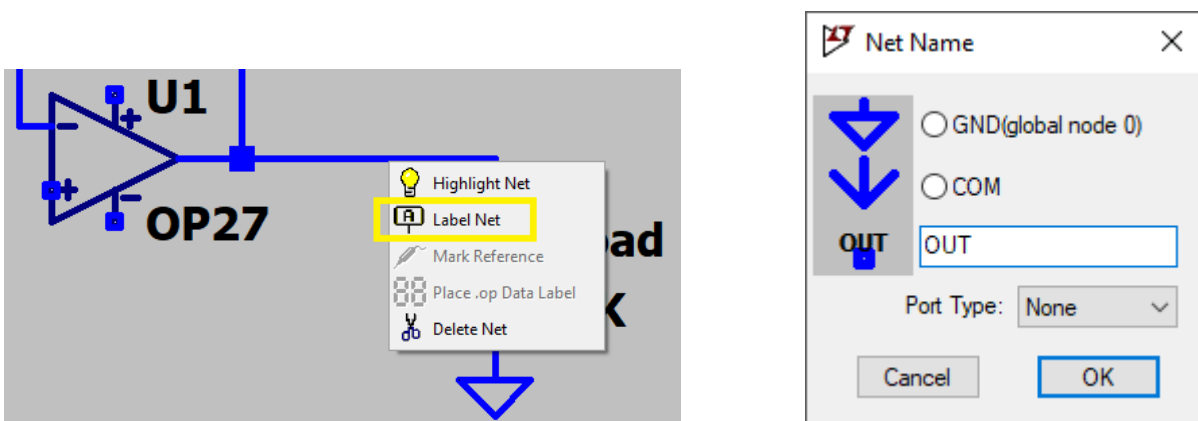 U1
OP27
Highlight Net
Label Net
Mark Reference
Place .op Data Label
Delete Net
ad
K
Net Name
GND(global node 0)
COM
OUT
OUT
Port Type: None
Cancel
OK